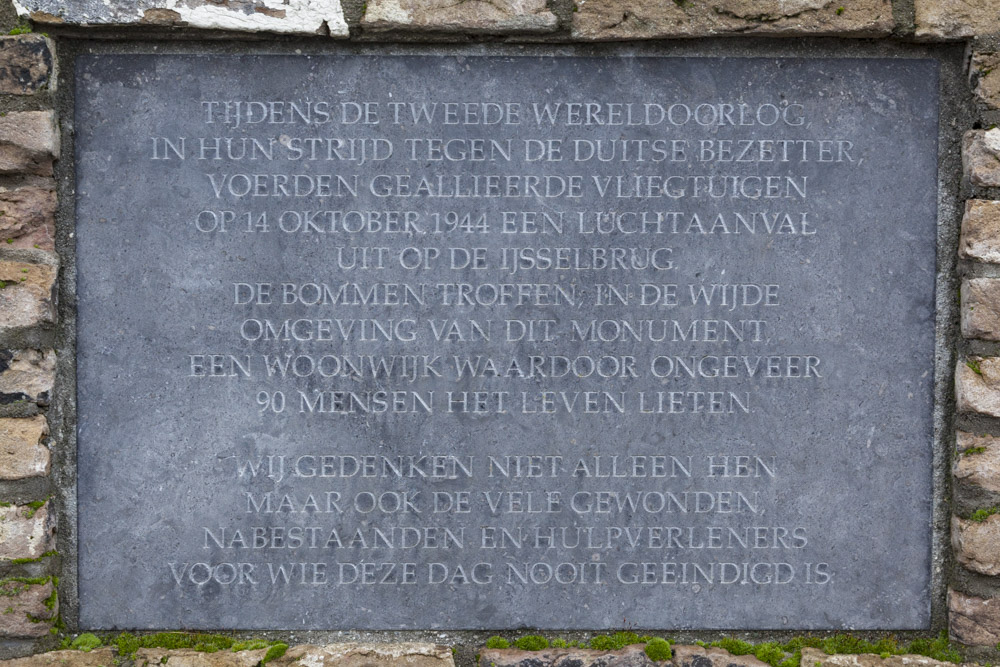 TIJDENS DE TWEEDE WERELDOORLOG,
IN HUN STRIJD TEGEN DE DUITSE BEZETTER,
VOERDEN GEALLIEERDE VLIEGTUIGEN
OP 14 OKTOBER 1944 EEN LUCHTAANVAL
UIT OP DE IJSSELBRUG.
DE BOMMEN TROFFEN, IN DE WIJDE
OMGEVING VAN DIT MONUMENT,
EEN WOONWIJK WAARDOOR ONGEVEER
90 MENSEN HET LEVEN LIETEN.
WIJ GEDENKEN NIET ALLEEN HEN
MAAR OOK DE VELE GEWONDEN,
NABESTAANDEN EN HULPVERLENERS
VOOR WIE DEZE DAG NOOIT GEËINDIGD IS.